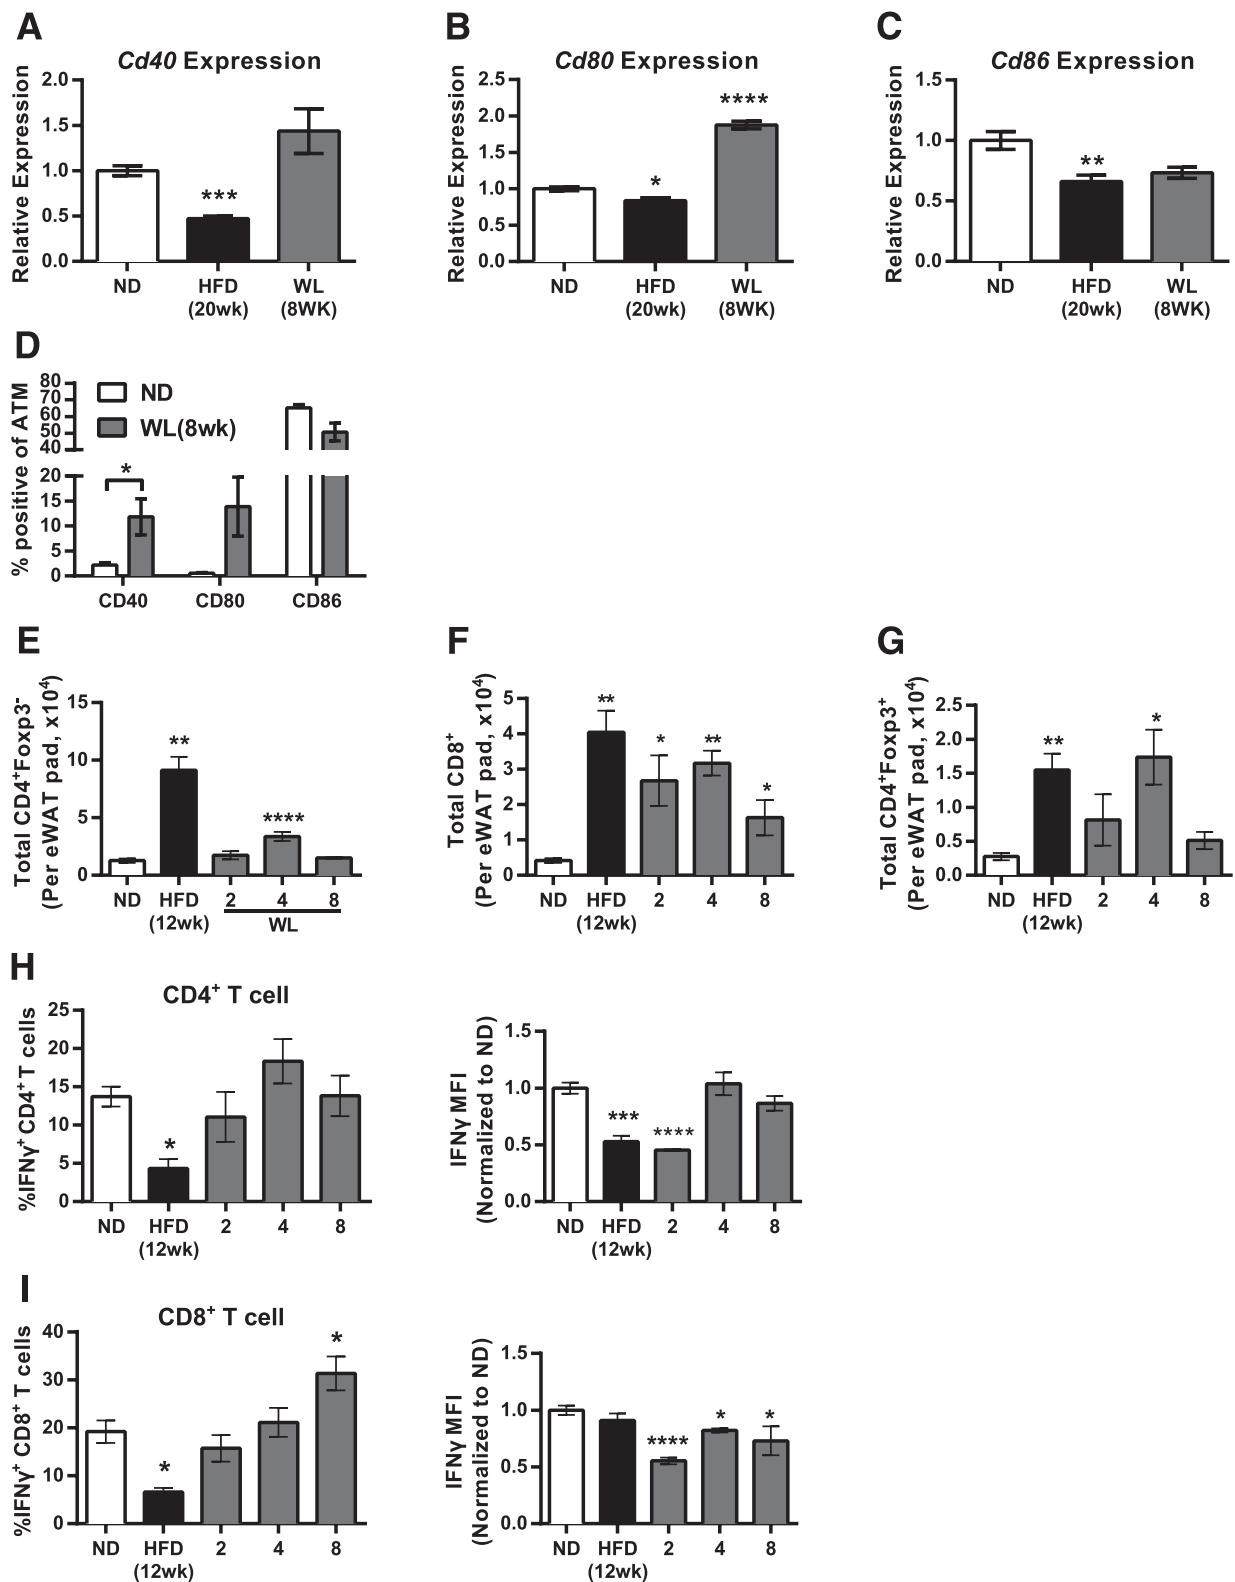 A
Cd40 Expression
Relative Expression
2.0
1.5
1.0
0.5
0.0
***
ND
HFD
(20wk)
WL
(8WK)
B
Cd80 Expression
Relative Expression
2.5
2.0
1.5
1.0
0.5
0.0
*
****
ND
HFD
(20wk)
WL
(8WK)
C
Cd86 Expression
Relative Expression
1.5
1.0
0.5
0.0
**
ND
HFD
(20wk)
WL
(8WK)
D
% positive of ATM
80
70
60
50
40
20
15
10
5
0
ND
WL(8wk)
*
CD40
CD80
CD86
E
Total CD4⁺Foxp3⁻
(Per eWAT pad, x10⁴)
15
10
5
0
**
****
ND
HFD
(12wk)
2
4
8
WL
F
Total CD8⁺
(Per eWAT pad, x10⁴)
5
4
3
2
1
0
**
*
**
*
ND
HFD
(12wk)
2
4
8
G
Total CD4⁺Foxp3⁺
(Per eWAT pad, x10⁴)
2.5
2.0
1.5
1.0
0.5
0.0
**
*
ND
HFD
(12wk)
2
4
8
H
CD4⁺ T cell
%IFNγ⁺ CD4⁺ T cells
25
20
15
10
5
0
*
ND
HFD
(12wk)
2
4
8
IFNγ MFI
(Normalized to ND)
1.5
1.0
0.5
0.0
***
****
ND
HFD
(12wk)
2
4
8
I
CD8⁺ T cell
%IFNγ⁺ CD8⁺ T cells
40
30
20
10
0
*
*
ND
HFD
(12wk)
2
4
8
IFNγ MFI
(Normalized to ND)
1.5
1.0
0.5
0.0
****
*
*
ND
HFD
(12wk)
2
4
8